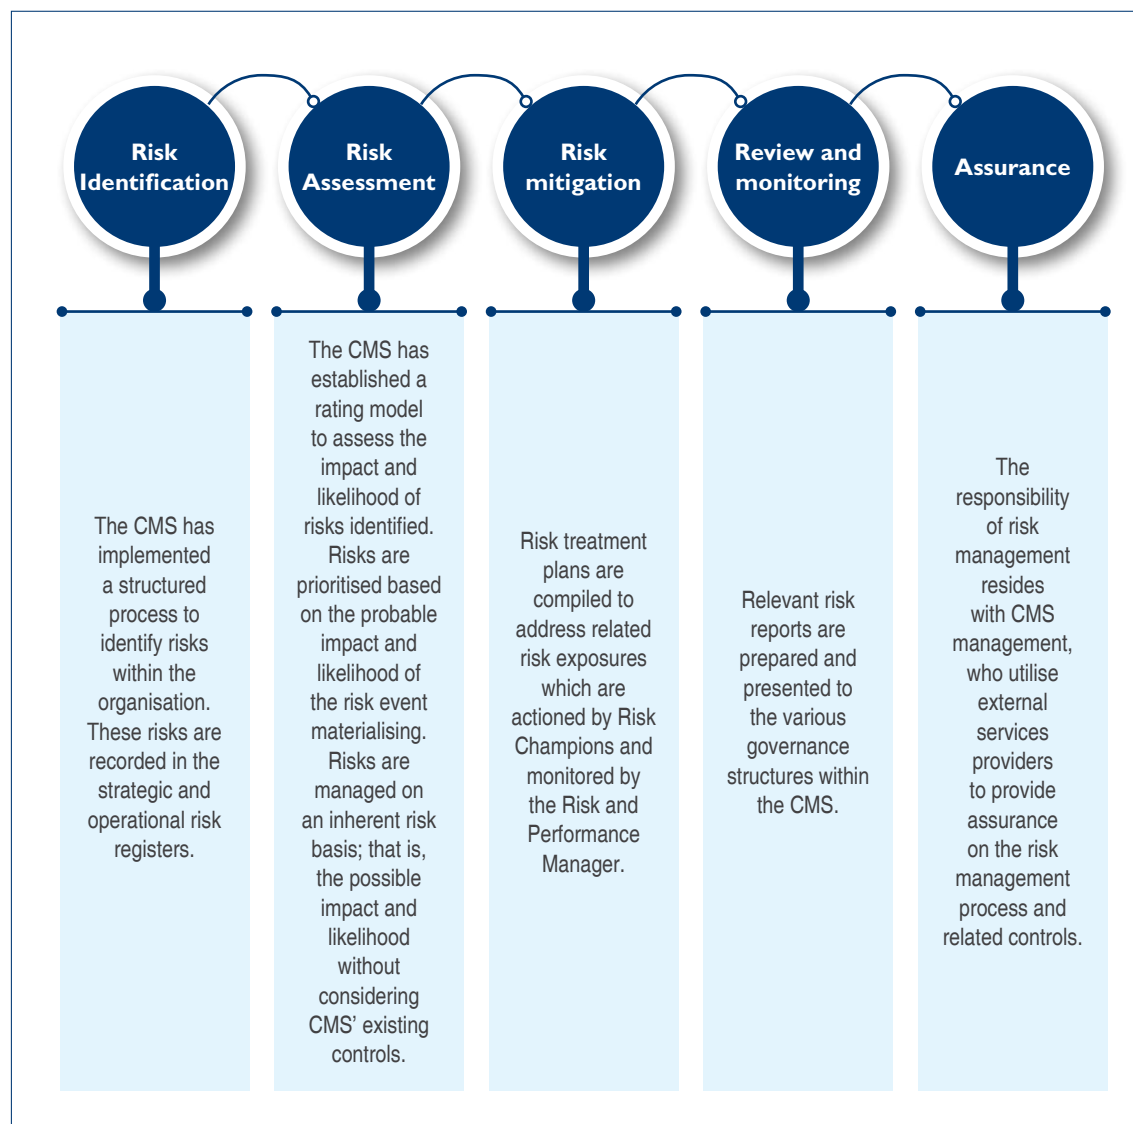 Risk
Identification
Risk
Assessment
Risk
mitigation
Review and
monitoring
Assurance
The CMS has
implemented
a structured
process to
identify risks
within the
organisation.
These risks are
recorded in the
strategic and
operational risk
registers.
The CMS has
established a
rating model
to assess the
impact and
likelihood of
risks identified.
Risks are
prioritised based
on the probable
impact and
likelihood of
the risk event
materialising.
Risks are
managed on
an inherent risk
basis; that is,
the possible
impact and
likelihood
without
considering
CMS’ existing
controls.
Risk treatment
plans are
compiled to
address related
risk exposures
which are
actioned by Risk
Champions and
monitored by
the Risk and
Performance
Manager.
Relevant risk
reports are
prepared and
presented to
the various
governance
structures within
the CMS.
The
responsibility
of risk
management
resides
with CMS
management,
who utilise
external
services
providers
to provide
assurance
on the risk
management
process and
related controls.